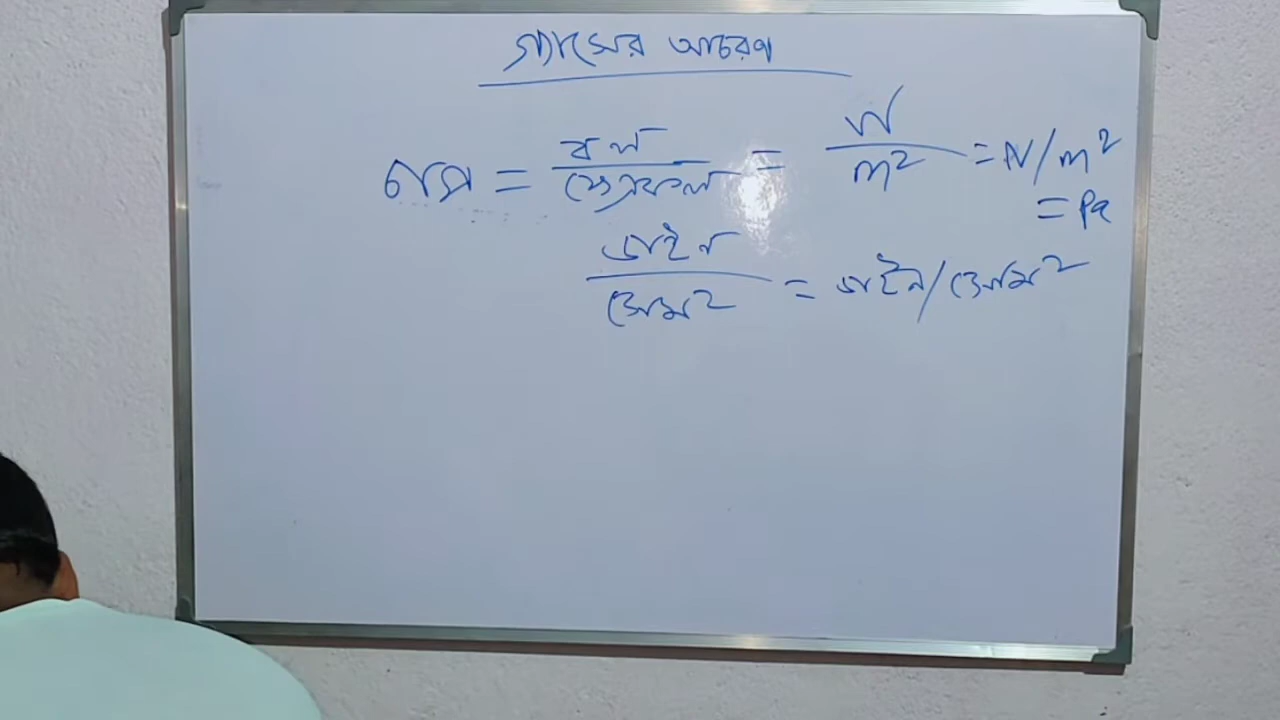 গ্যাসের আচরণ
চাপ = বল / ক্ষেত্রফল = N / m² = N/m²
= Pa
ডাইন / সেমি² = ডাইন/সেমি²